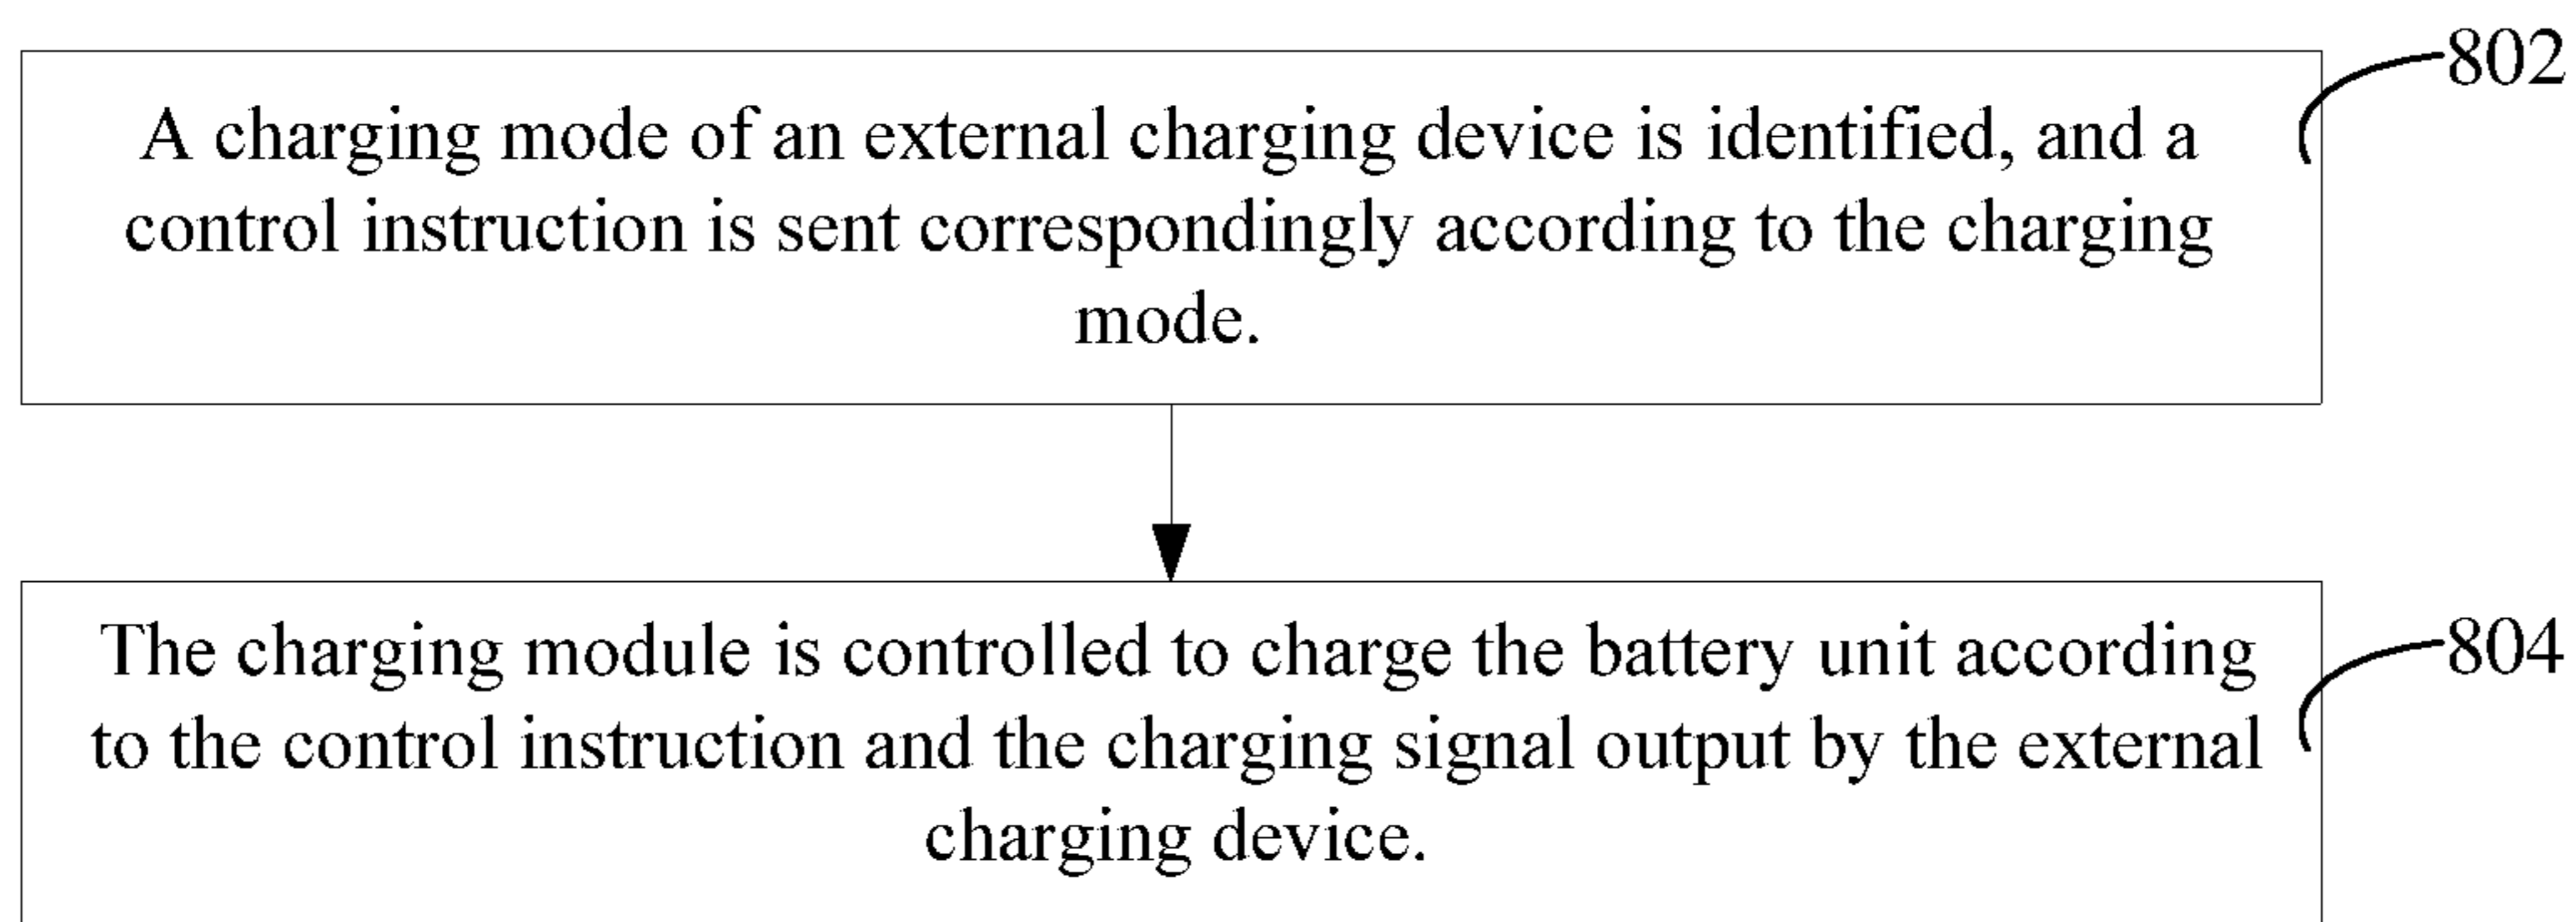 802
A charging mode of an external charging device is identified, and a
control instruction is sent correspondingly according to the charging
mode.
804
The charging module is controlled to charge the battery unit according
to the control instruction and the charging signal output by the external
charging device.